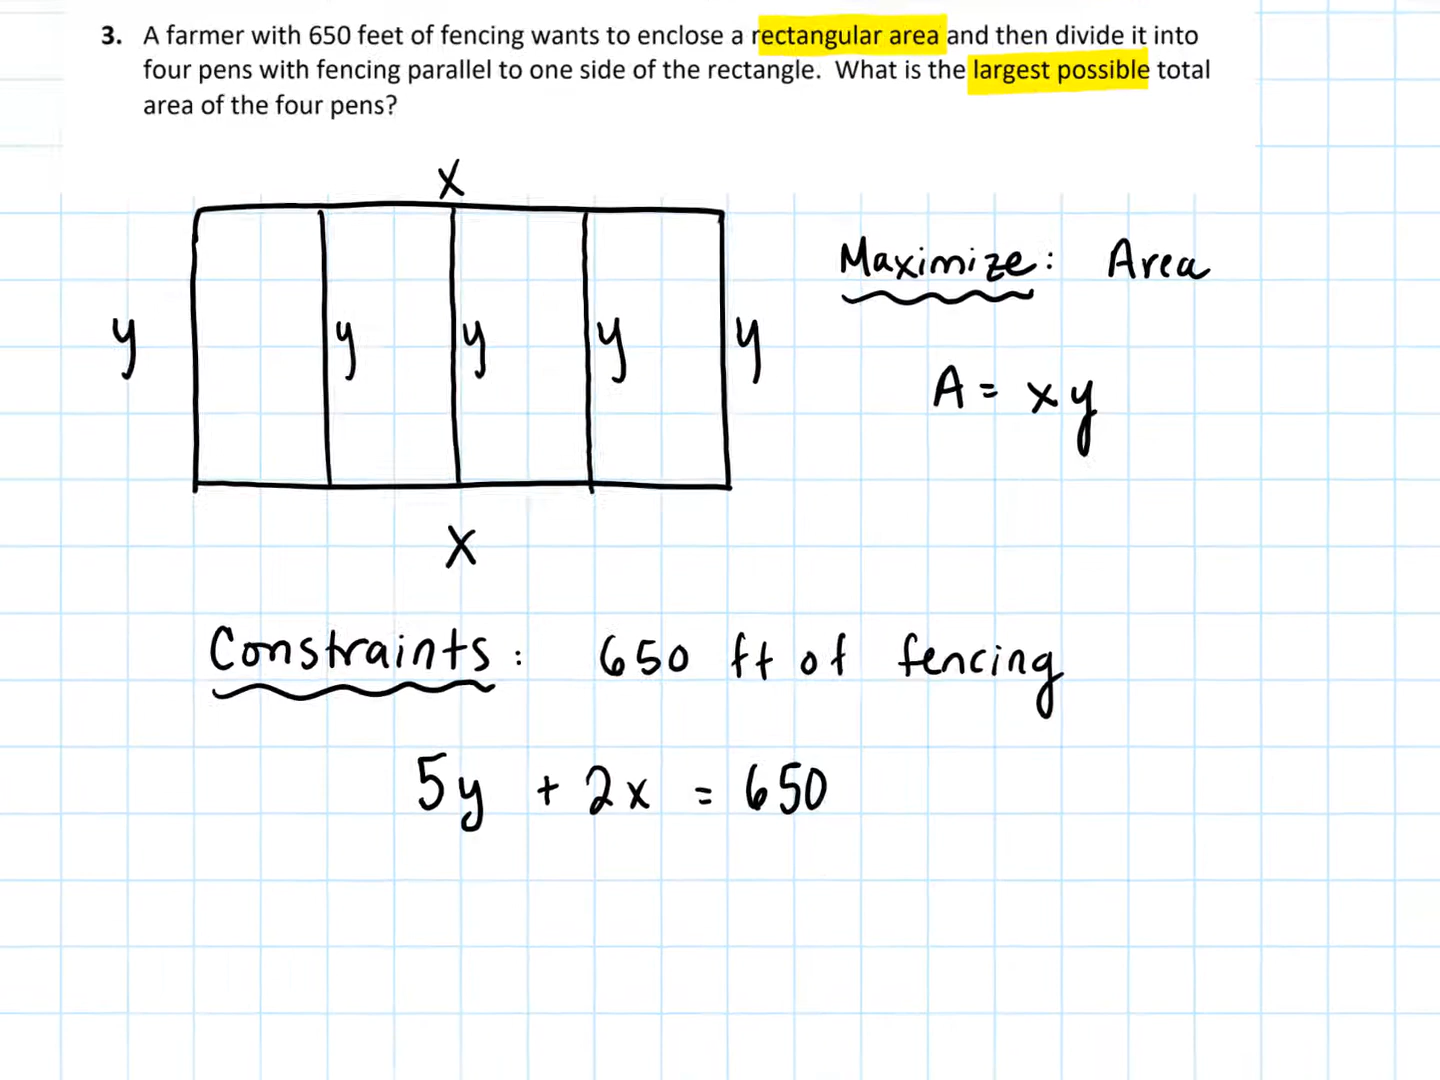 3. A farmer with 650 feet of fencing wants to enclose a rectangular area and then divide it into
four pens with fencing parallel to one side of the rectangle. What is the largest possible total
area of the four pens?
x
Maximize: Area
y y y y y
A = xy
x
Constraints: 650 ft of fencing
5y + 2x = 650